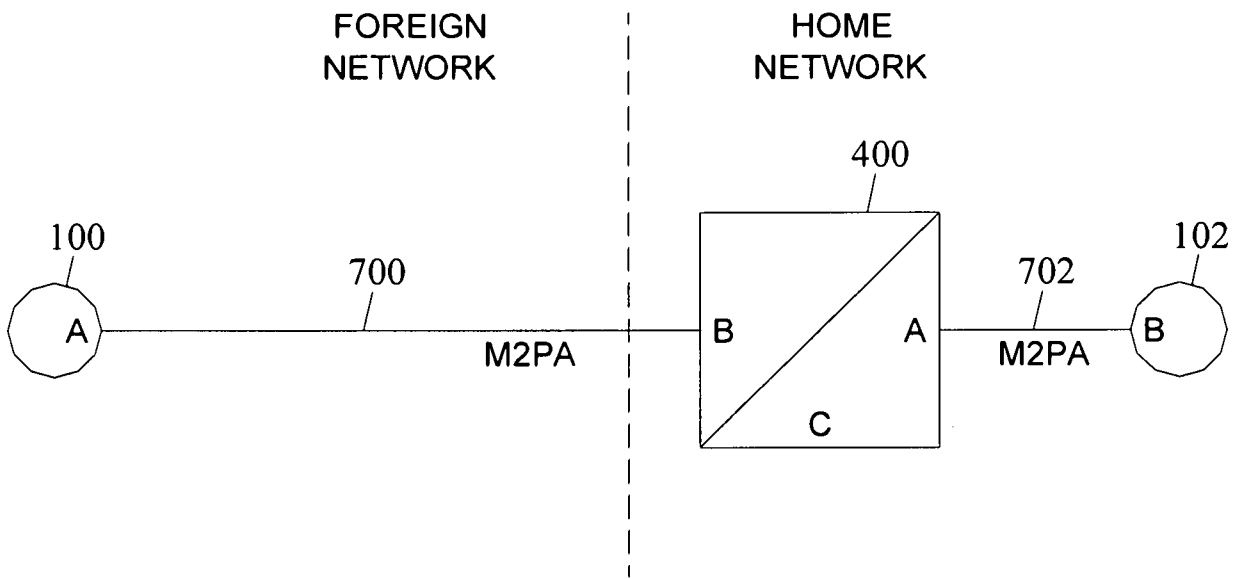 FOREIGN
NETWORK
HOME
NETWORK
400
100
700
702
102
A
M2PA
B
A
M2PA
B
C